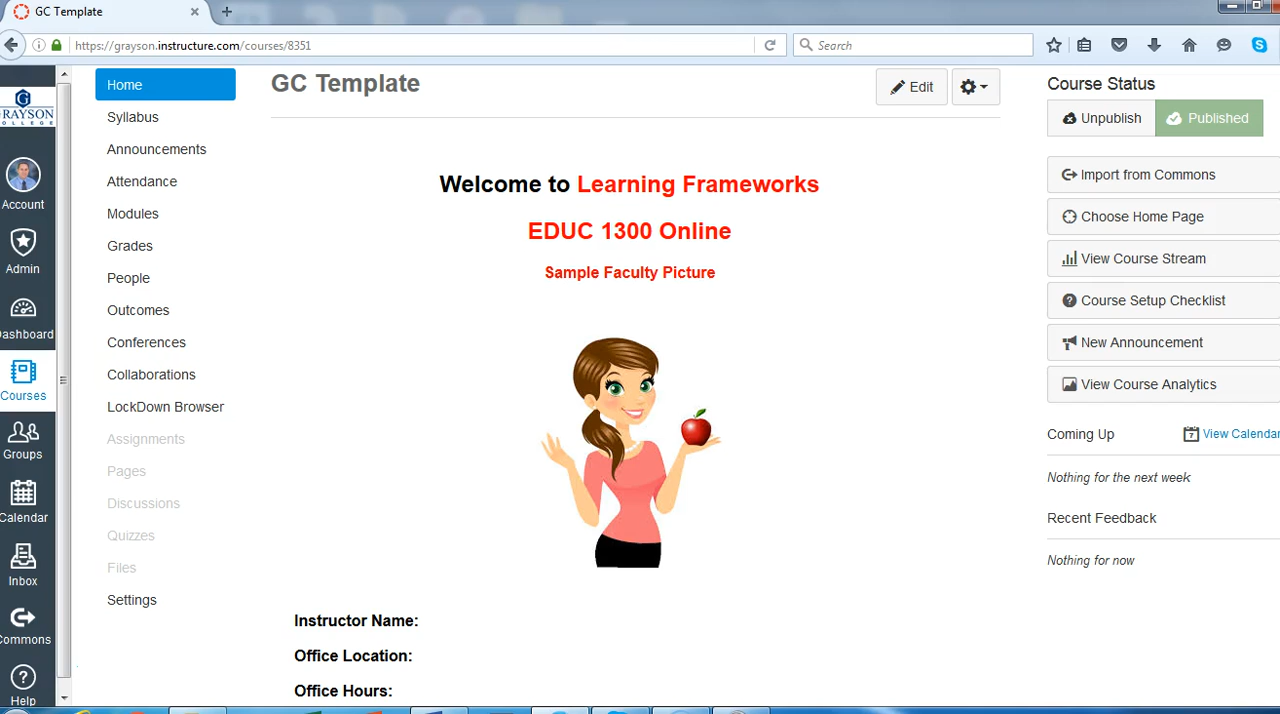 GC Template
https://grayson.instructure.com/courses/8351
Search
GRAYSON
COLLEGE
Account
Admin
Dashboard
Courses
Groups
Calendar
Inbox
Commons
Help
Home
Syllabus
Announcements
Attendance
Modules
Grades
People
Outcomes
Conferences
Collaborations
LockDown Browser
Assignments
Pages
Discussions
Quizzes
Files
Settings
GC Template
Edit
Welcome to Learning Frameworks
EDUC 1300 Online
Sample Faculty Picture
Instructor Name:
Office Location:
Office Hours:
Course Status
Unpublish
Published
Import from Commons
Choose Home Page
View Course Stream
Course Setup Checklist
New Announcement
View Course Analytics
Coming Up
7
View Calendar
Nothing for the next week
Recent Feedback
Nothing for now